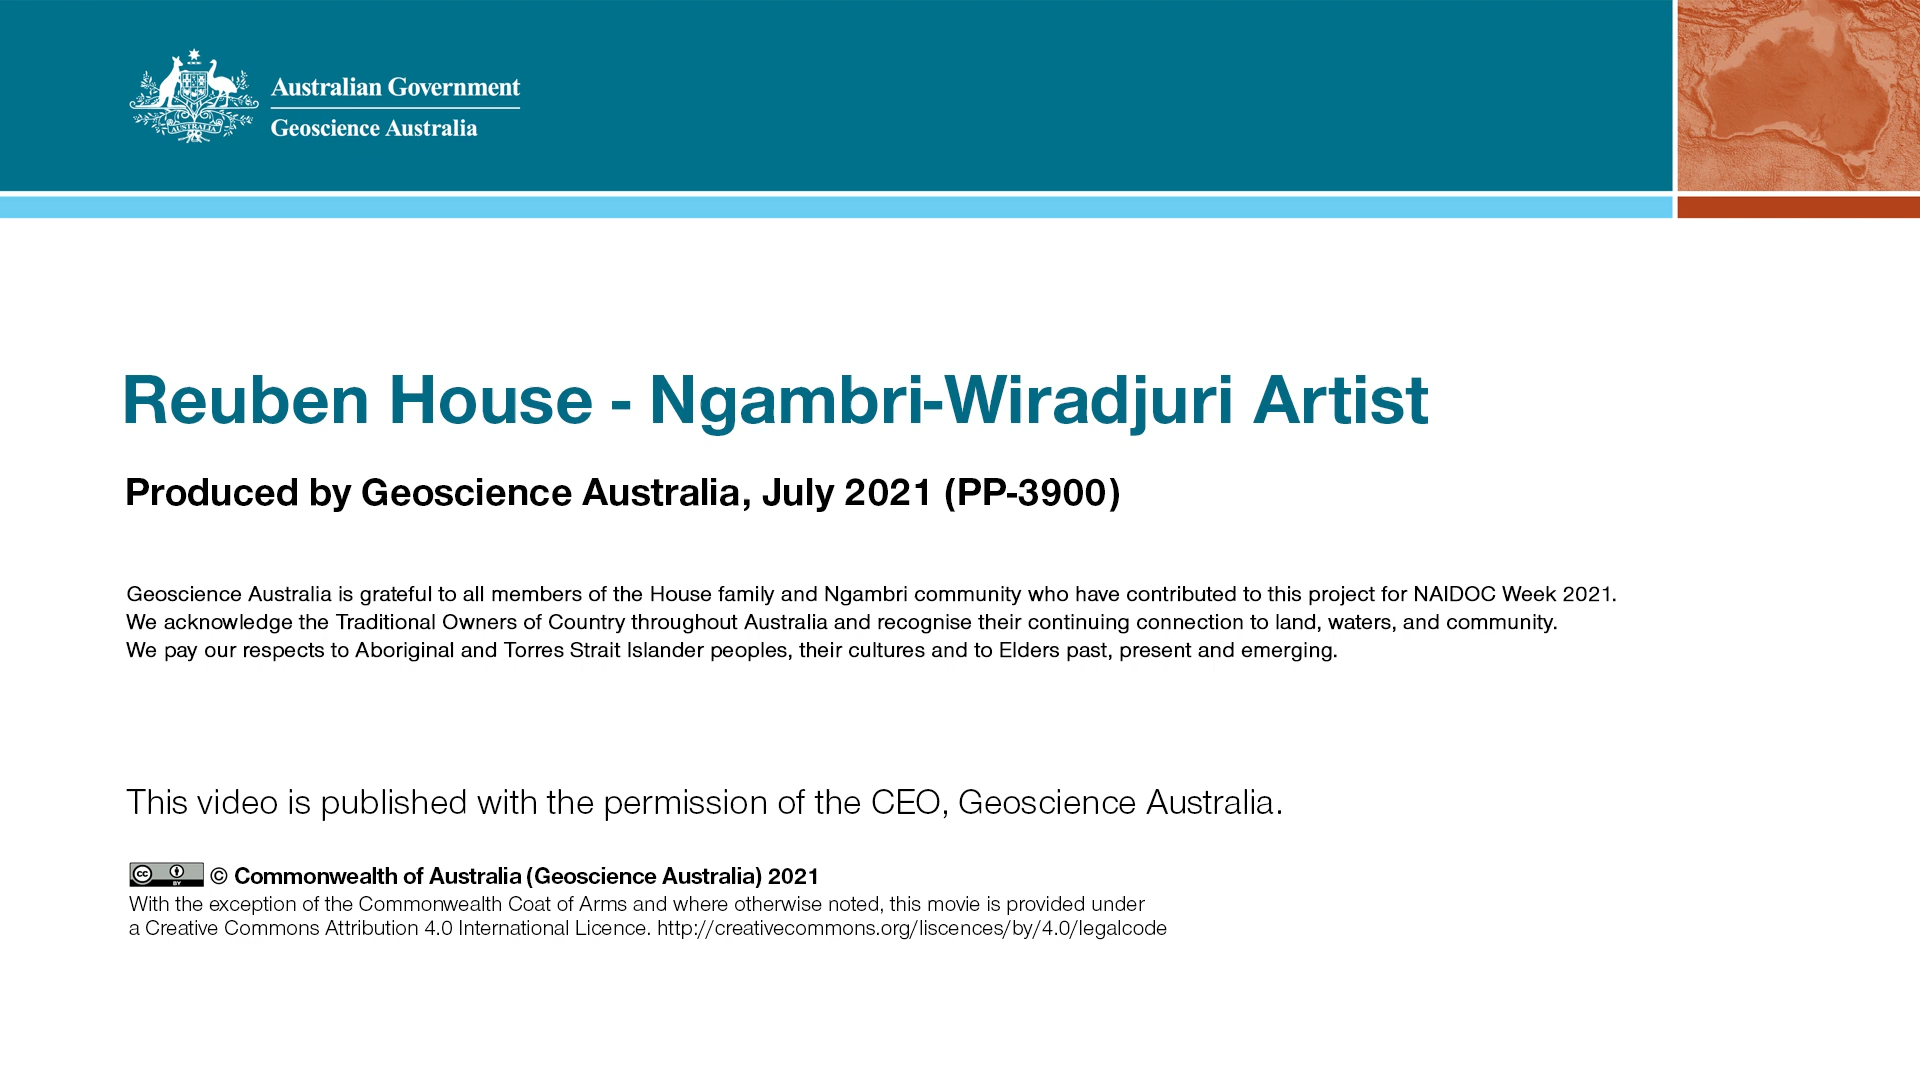 Australian Government
Geoscience Australia
AUSTRALIA
Reuben House - Ngambri-Wiradjuri Artist
Produced by Geoscience Australia, July 2021 (PP-3900)
Geoscience Australia is grateful to all members of the House family and Ngambri community who have contributed to this project for NAIDOC Week 2021.
We acknowledge the Traditional Owners of Country throughout Australia and recognise their continuing connection to land, waters, and community.
We pay our respects to Aboriginal and Torres Strait Islander peoples, their cultures and to Elders past, present and emerging.
This video is published with the permission of the CEO, Geoscience Australia.
cc BY © Commonwealth of Australia (Geoscience Australia) 2021
With the exception of the Commonwealth Coat of Arms and where otherwise noted, this movie is provided under
a Creative Commons Attribution 4.0 International Licence. http://creativecommons.org/liscences/by/4.0/legalcode